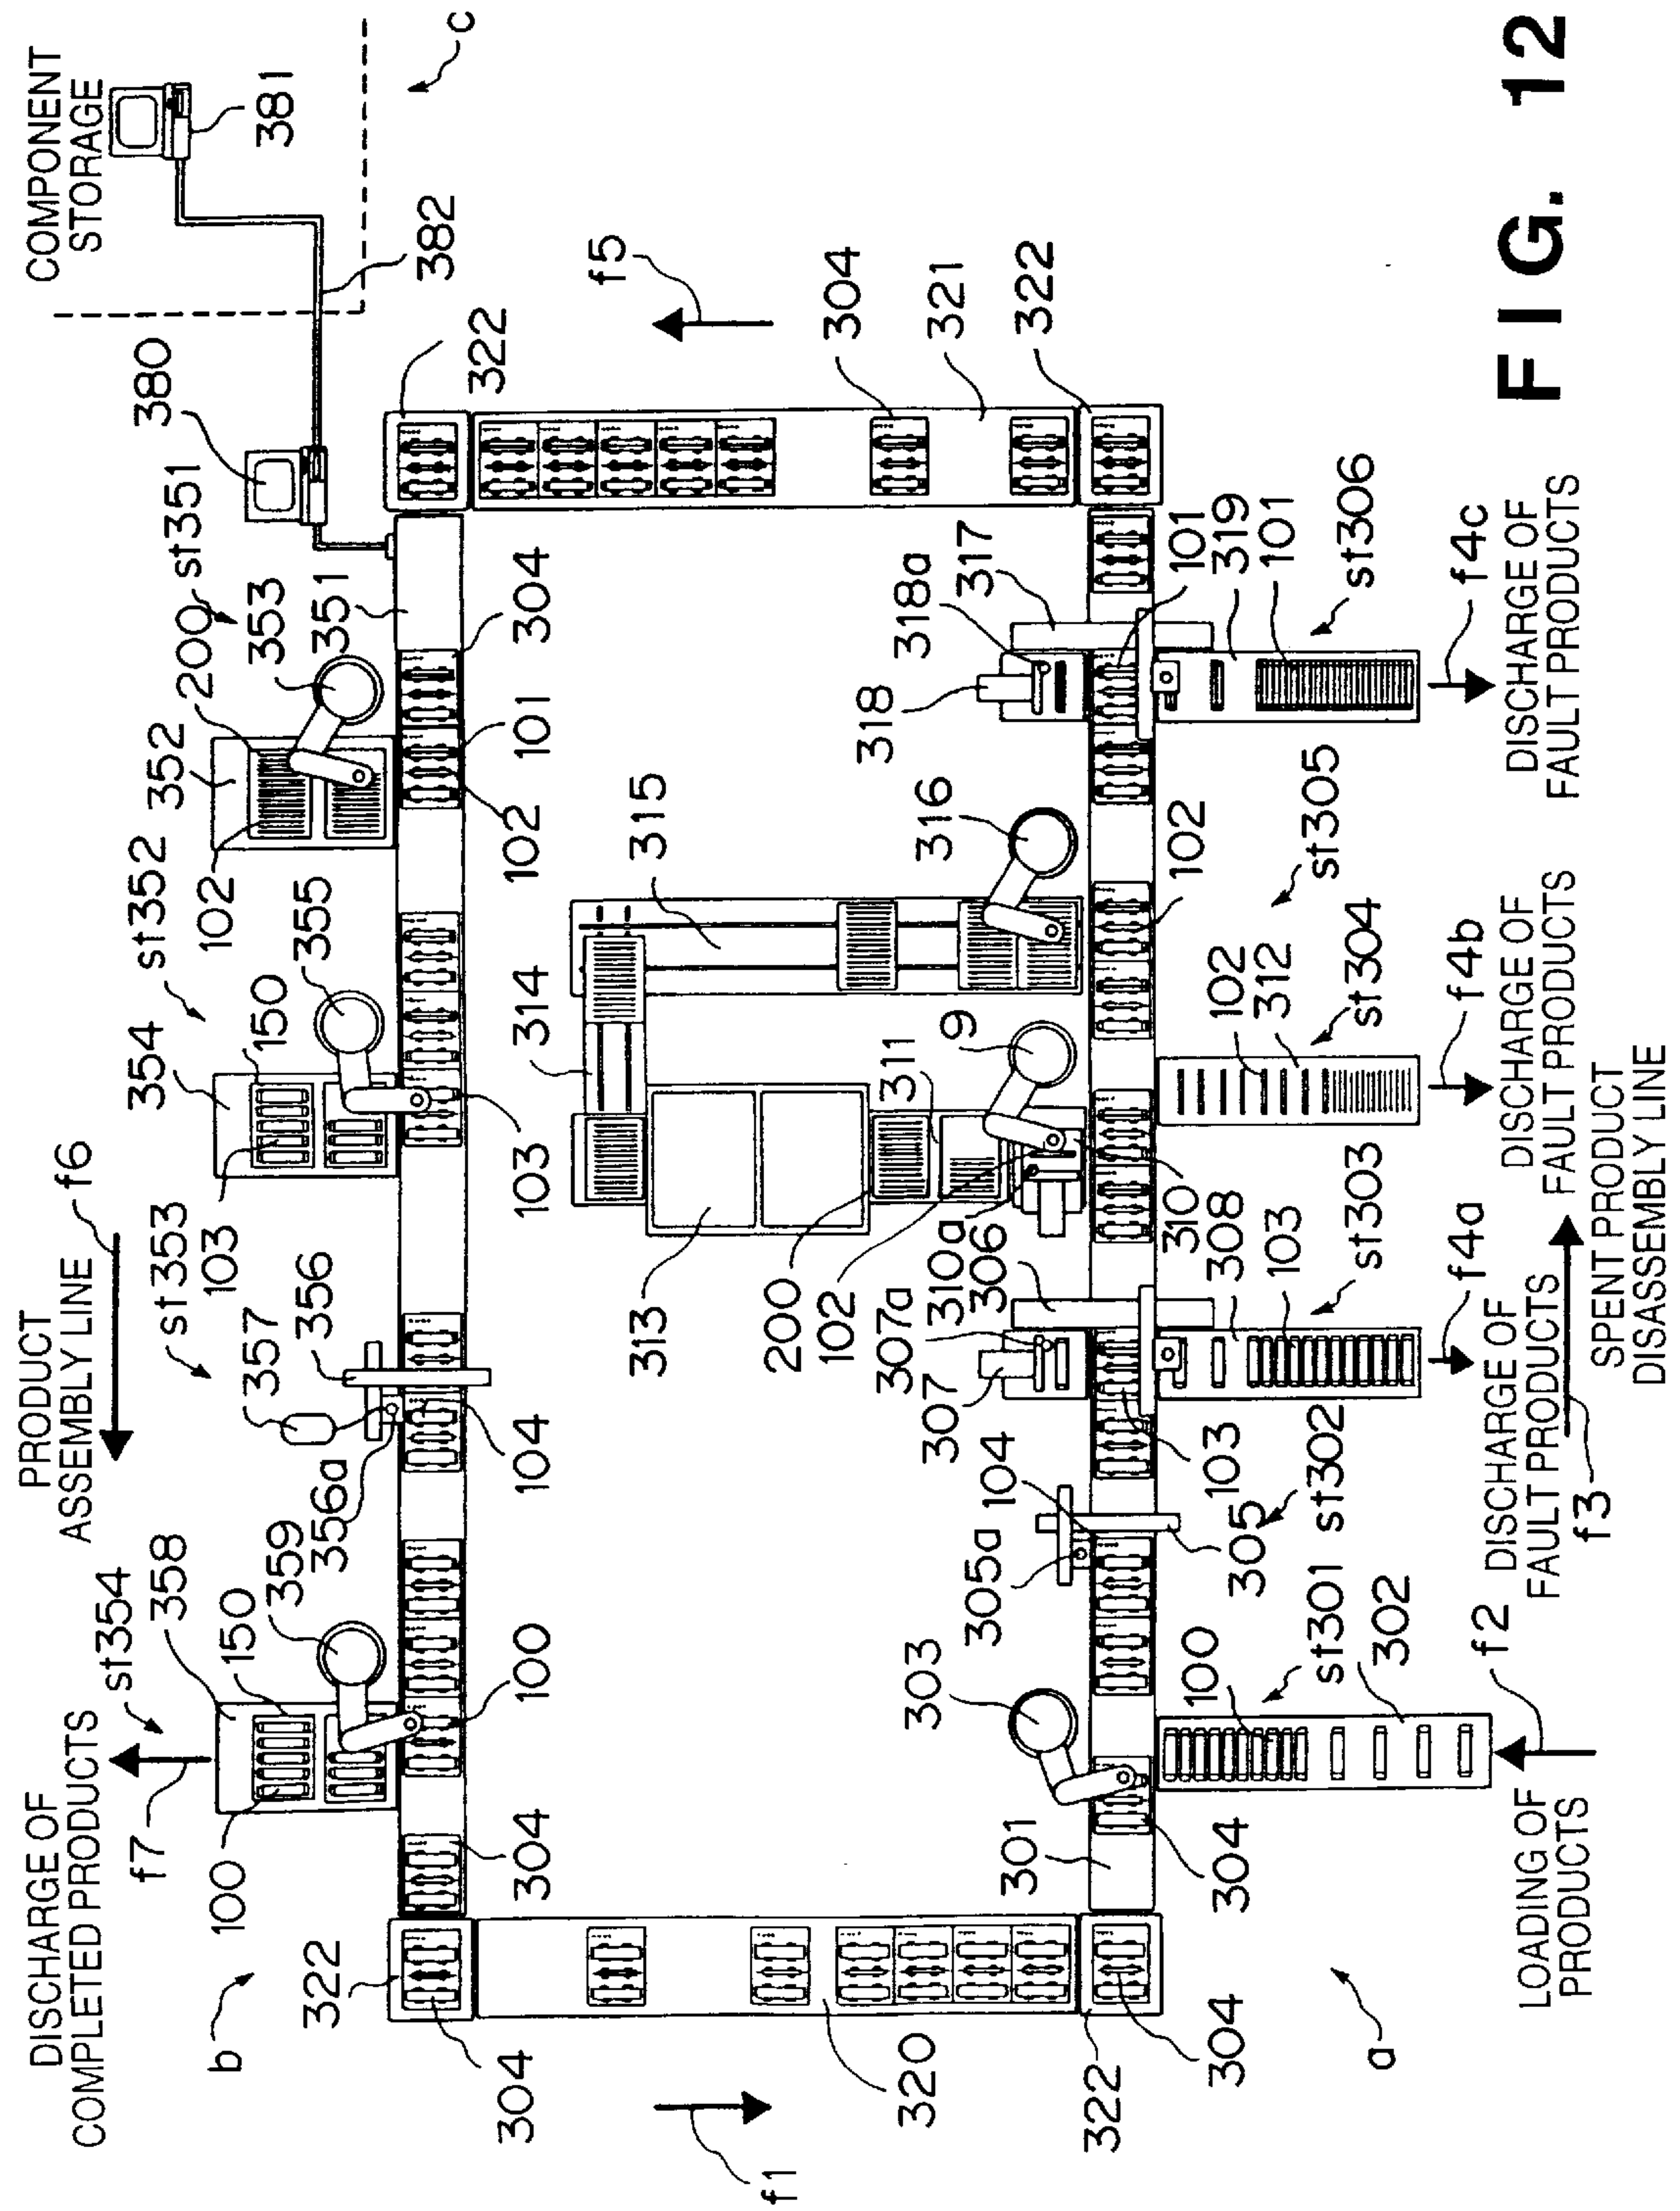 COMPONENT
STORAGE
381
c
382
380
322
f5
304
321
322
st351
200
353
351
304
352
102
101
102
st352
354
150
355
103
103
PRODUCT
ASSEMBLY LINE
f6
st353
357
356
356a
104
DISCHARGE OF
COMPLETED PRODUCTS
f7
st354
358
150
359
100
100
304
b
322
304
320
f1
322
304
a
315
316
314
9
311
313
200
102
310a
306
307a
307
310
308
318a
317
318
101
319
101
st306
f4c
DISCHARGE OF
FAULT PRODUCTS
102
st305
102
312
st304
f4b
DISCHARGE OF
FAULT PRODUCTS
103
st303
f4a
DISCHARGE OF
FAULT PRODUCTS
f3
SPENT PRODUCT
DISASSEMBLY LINE
103
104
305a
305
st302
303
301
304
100
st301
302
f2
LOADING OF
PRODUCTS
FIG. 12